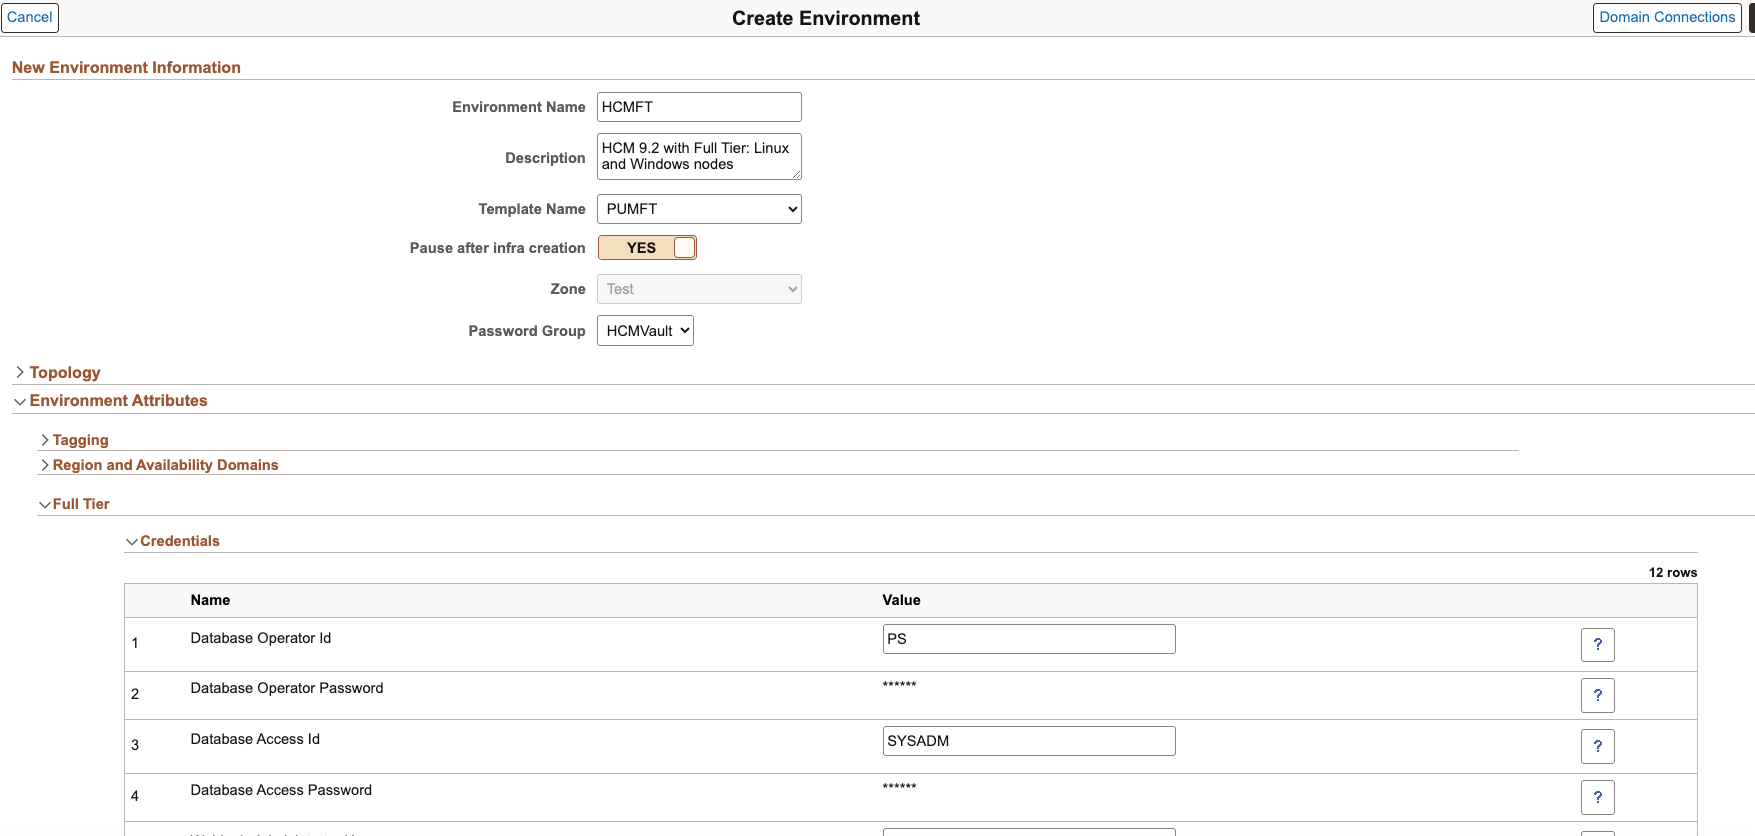 Cancel
Create Environment
Domain Connections
New Environment Information
Environment Name HCMFT
Description HCM 9.2 with Full Tier: Linux
and Windows nodes
Template Name PUMFT
Pause after infra creation YES
Zone Test
Password Group HCMVault
Topology
Environment Attributes
Tagging
Region and Availability Domains
Full Tier
Credentials
12 rows
Name Value
1 Database Operator Id PS ?
2 Database Operator Password ****** ?
3 Database Access Id SYSADM ?
4 Database Access Password ****** ?